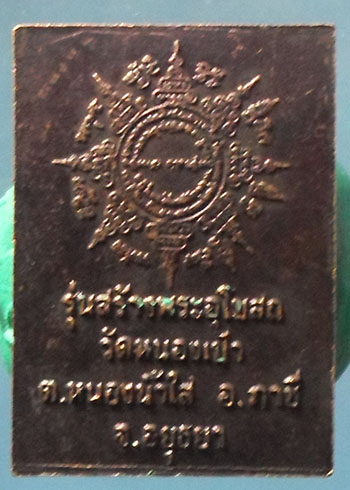 รุ่นสร้างพระอุโบสถ
วัดหนองเป้า
ต.หนองน้ำใส อ.ภาชี
จ.อยุธยา